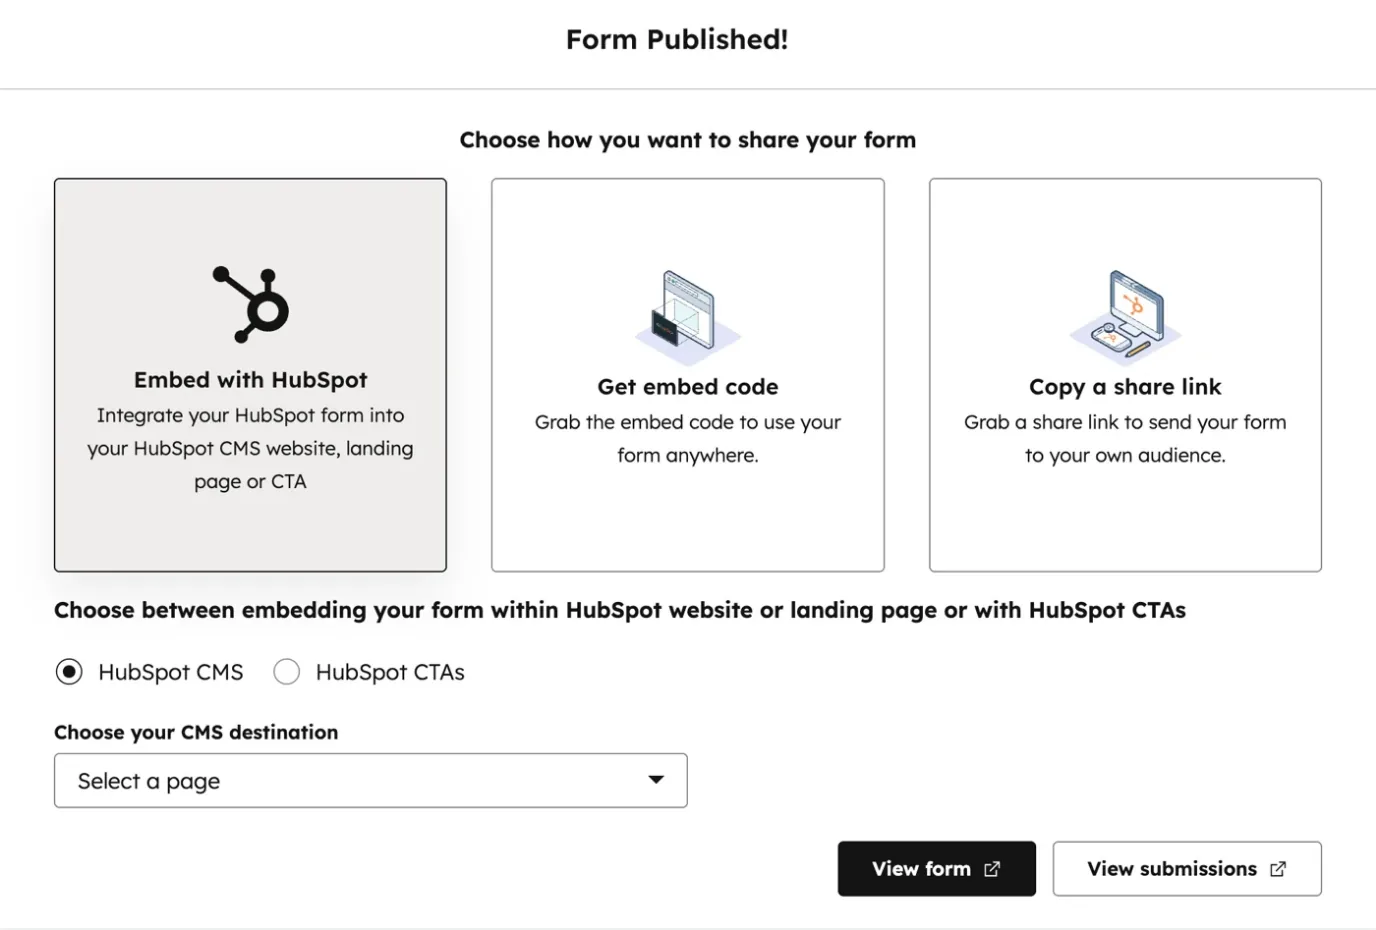 Form Published!
Choose how you want to share your form
Embed with HubSpot
Integrate your HubSpot form into
your HubSpot CMS website, landing
page or CTA
Get embed code
Grab the embed code to use your
form anywhere.
Copy a share link
Grab a share link to send your form
to your own audience.
Choose between embedding your form within HubSpot website or landing page or with HubSpot CTAs
HubSpot CMS
HubSpot CTAs
Choose your CMS destination
Select a page
View form
View submissions